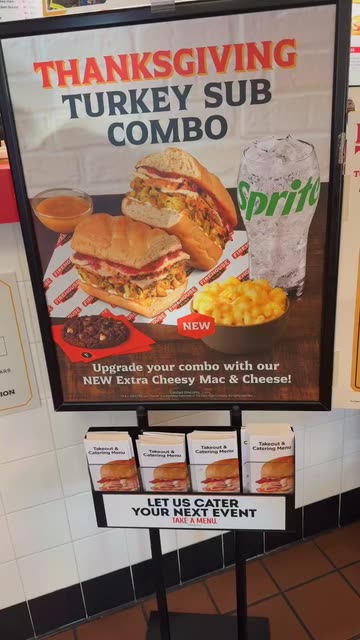 THANKSGIVING
TURKEY SUB
COMBO
Sprite
FIREHOUSE
NEW
Upgrade your combo with our
NEW Extra Cheesy Mac & Cheese!
Takeout &
Catering Menu
Takeout &
Catering Menu
Takeout &
Catering Menu
Takeout &
Catering Menu
LET US CATER
YOUR NEXT EVENT
TAKE A MENU.